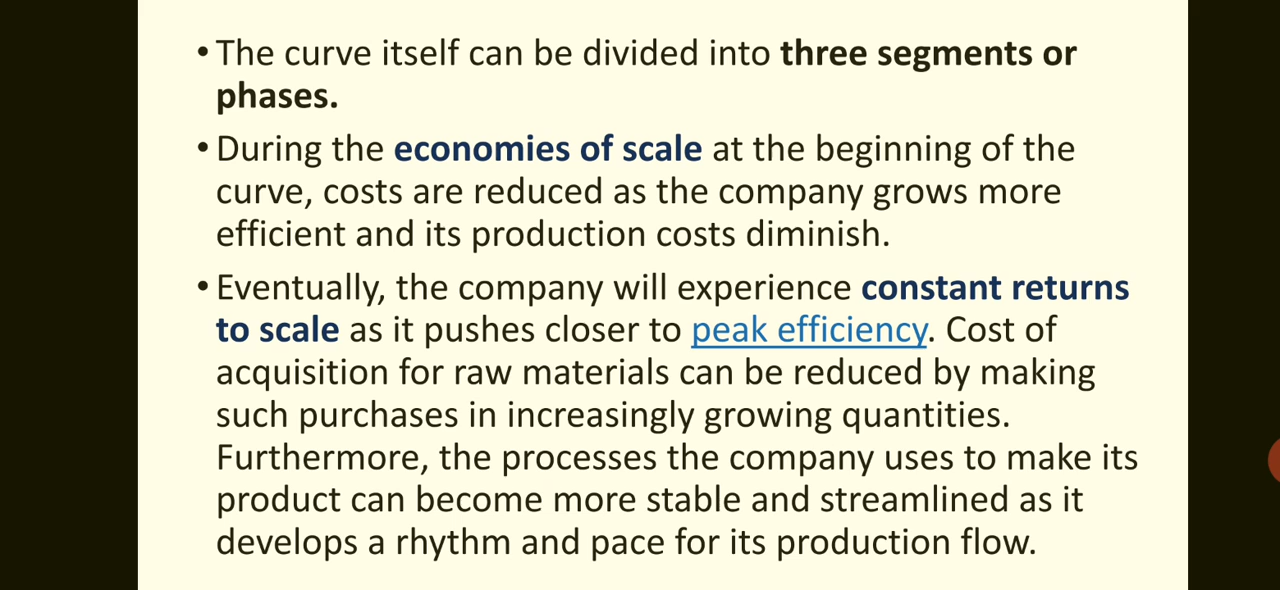 • The curve itself can be divided into three segments or
phases.
• During the economies of scale at the beginning of the
curve, costs are reduced as the company grows more
efficient and its production costs diminish.
• Eventually, the company will experience constant returns
to scale as it pushes closer to peak efficiency. Cost of
acquisition for raw materials can be reduced by making
such purchases in increasingly growing quantities.
Furthermore, the processes the company uses to make its
product can become more stable and streamlined as it
develops a rhythm and pace for its production flow.